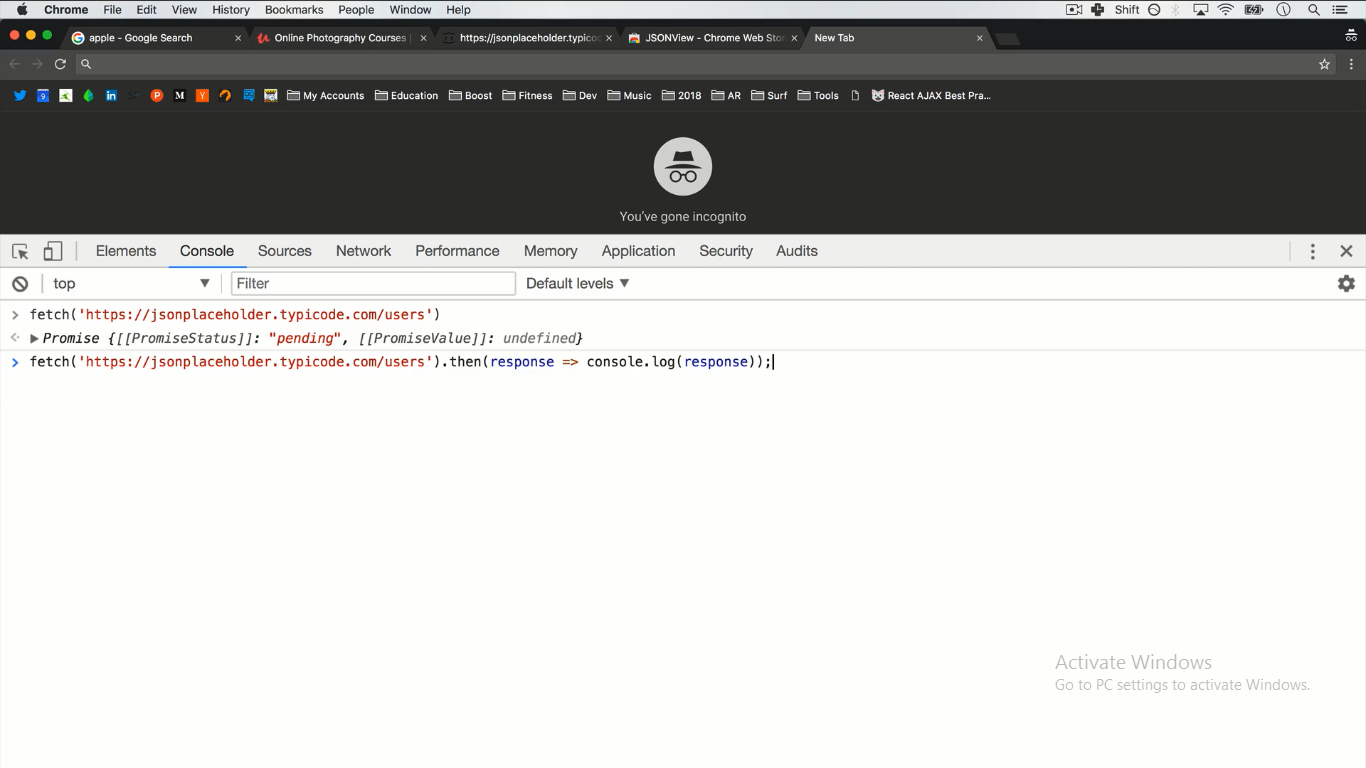 Chrome File Edit View History Bookmarks People Window Help Shift
apple - Google Search Online Photography Courses https://jsonplaceholder.typico JSONView - Chrome Web Stor New Tab
My Accounts Education Boost Fitness Dev Music 2018 AR Surf Tools React AJAX Best Pra...
You've gone incognito
Elements Console Sources Network Performance Memory Application Security Audits
top Filter Default levels
fetch('https://jsonplaceholder.typicode.com/users')
Promise {[[PromiseStatus]]: "pending", [[PromiseValue]]: undefined}
fetch('https://jsonplaceholder.typicode.com/users').then(response => console.log(response));
Activate Windows
Go to PC settings to activate Windows.